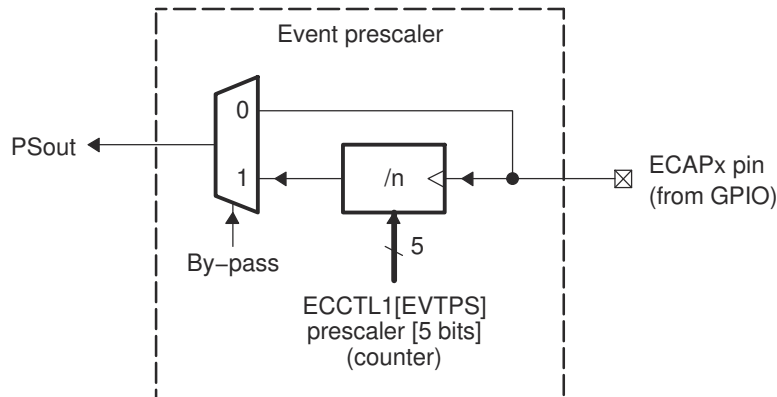 Event prescaler
0
PSout
1
/n
ECAPx pin
(from GPIO)
5
By−pass
ECCTL1[EVTPS]
prescaler [5 bits]
(counter)